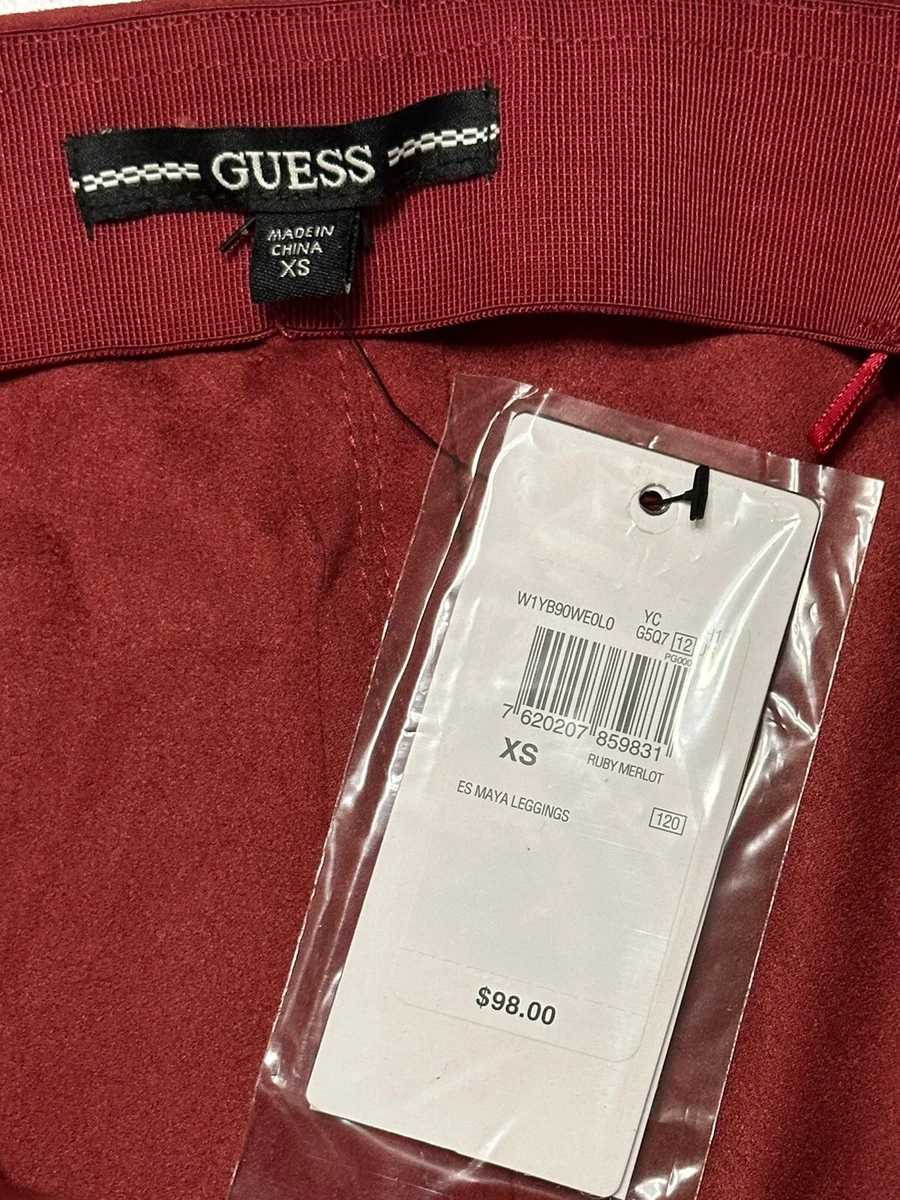 GUESS
MADE IN
CHINA
XS
W1YB90WE0L0
YC
G5Q7 12
PG000
7 620207 859831
XS
RUBY MERLOT
ES MAYA LEGGINGS
120
$98.00